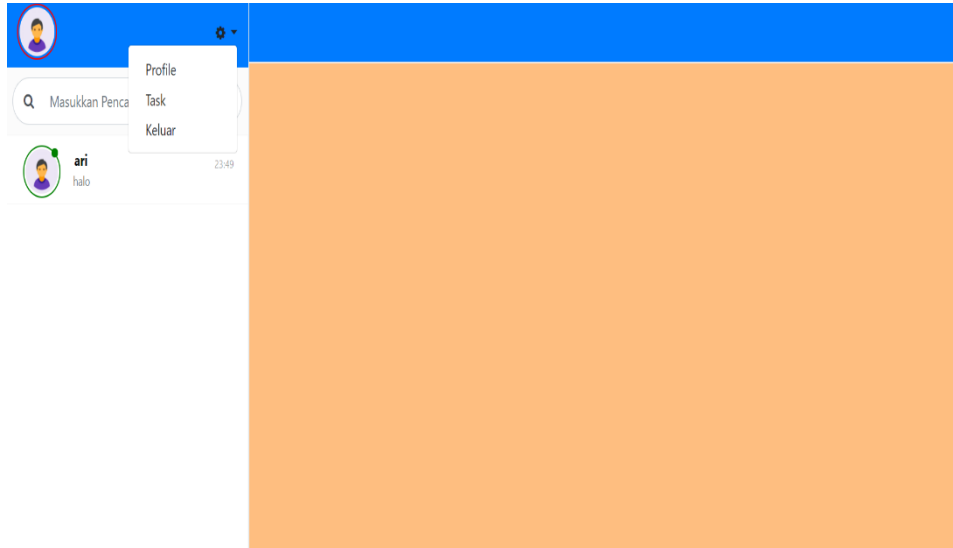 Profile
Masukkan Penca
Task
Keluar
ari
23:49
halo